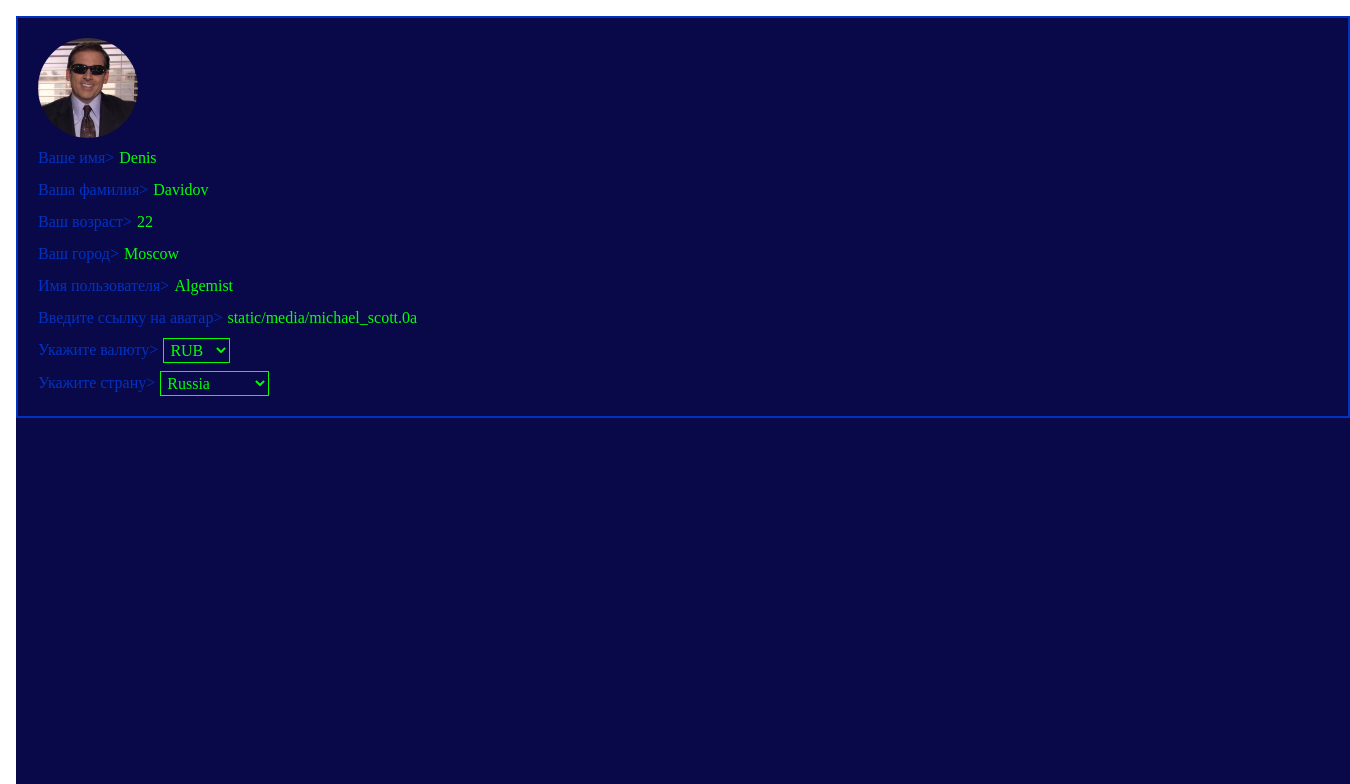 Ваше имя> Denis
Ваша фамилия> Davidov
Ваш возраст> 22
Ваш город> Moscow
Имя пользователя> Algemist
Введите ссылку на аватар> static/media/michael_scott.0a
Укажите валюту> RUB
Укажите страну> Russia